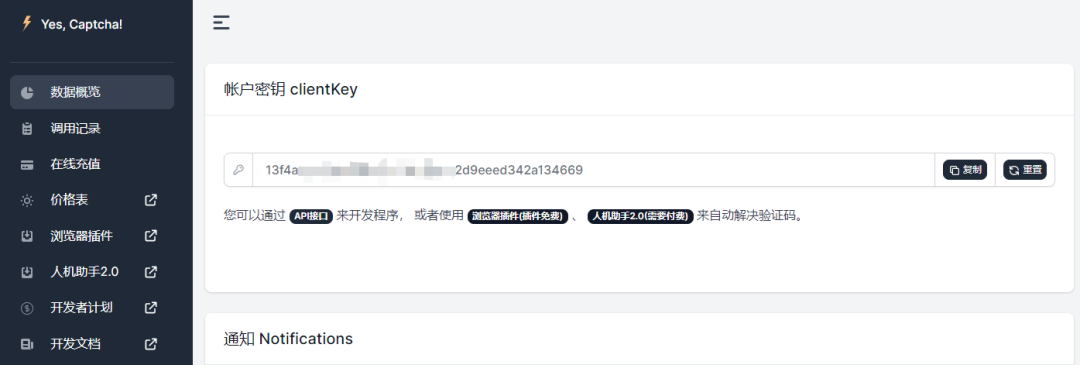 Yes, Captcha!
数据概览
调用记录
在线充值
价格表
浏览器插件
人机助手2.0
开发者计划
开发文档
帐户密钥 clientKey
13f4a
2d9eeed342a134669
复制
重置
您可以通过 API接口 来开发程序， 或者使用 浏览器插件(插件免费) 、 人机助手2.0(需要付费) 来自动解决验证码。
通知 Notifications